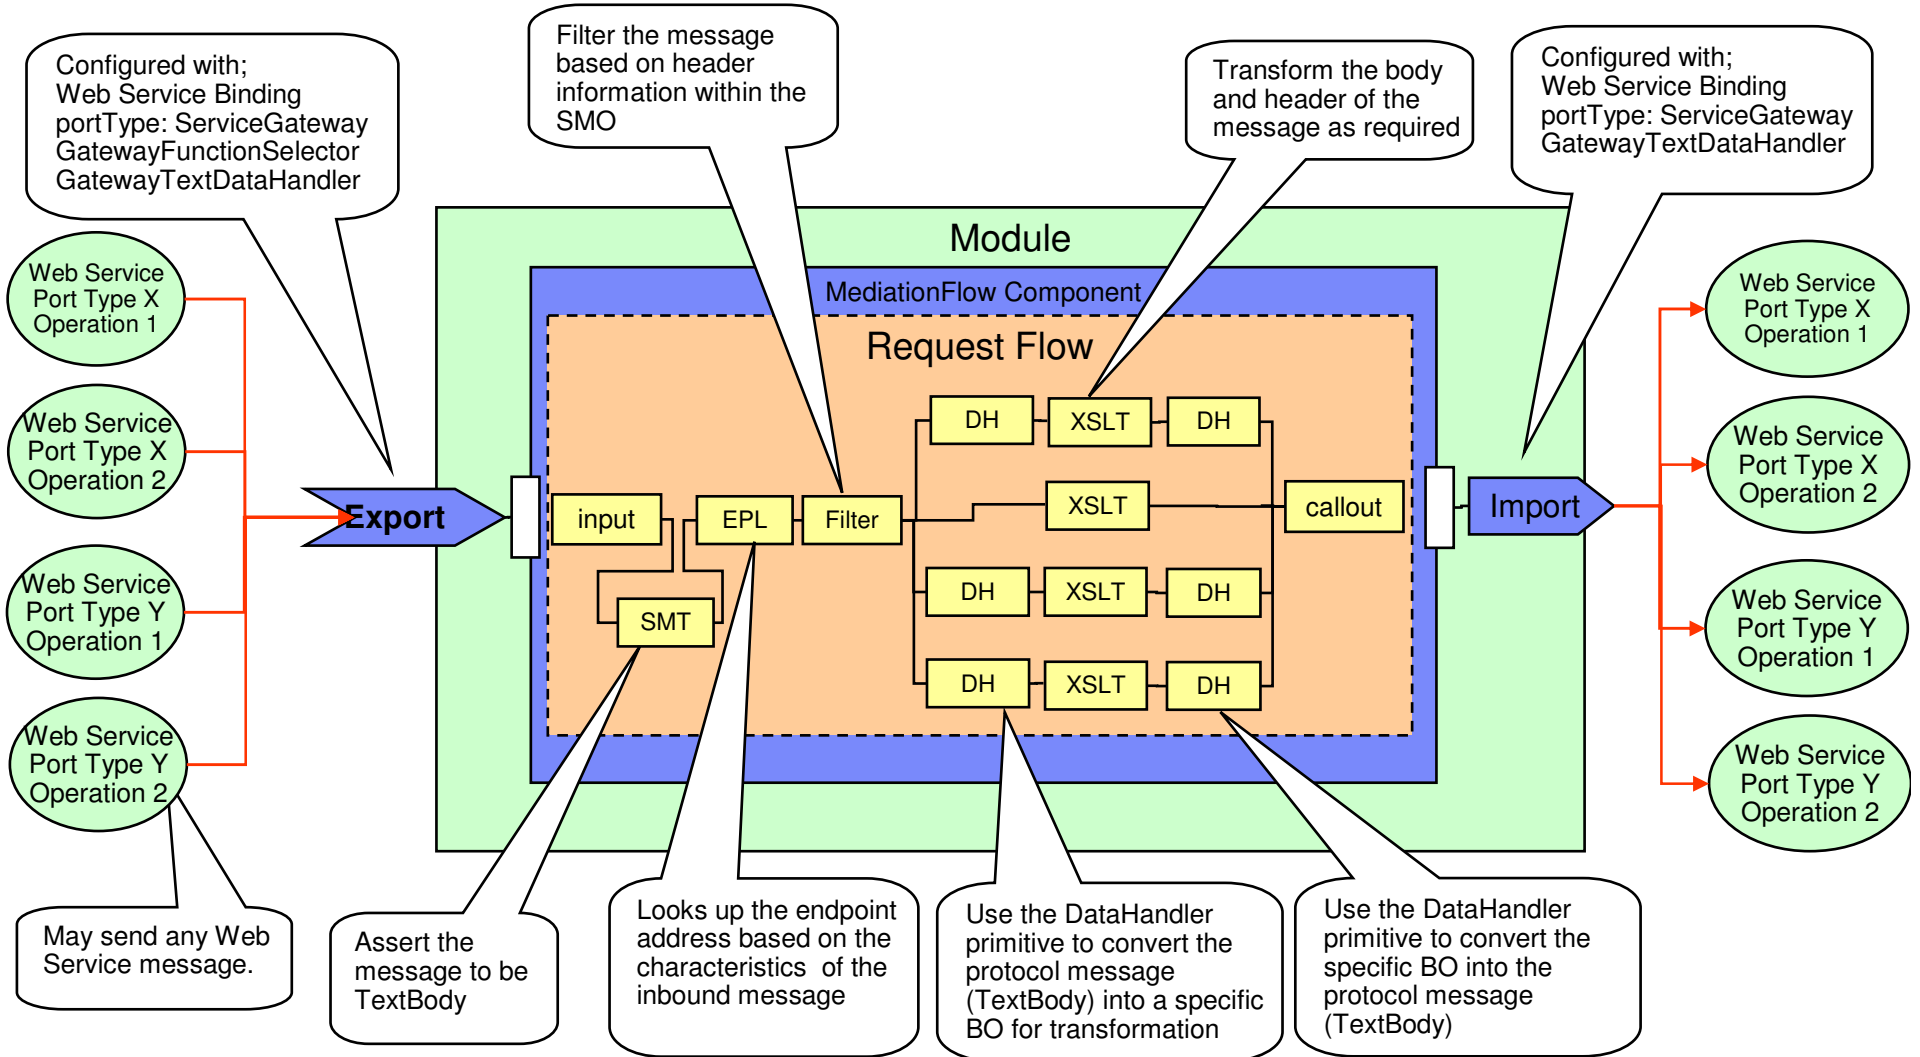 Configured with;
Web Service Binding
portType: ServiceGateway
GatewayFunctionSelector
GatewayTextDataHandler
Filter the message
based on header
information within the
SMO
Transform the body
and header of the
message as required
Configured with;
Web Service Binding
portType: ServiceGateway
GatewayTextDataHandler
Module
MediationFlow Component
Request Flow
Web Service
Port Type X
Operation 1
Web Service
Port Type X
Operation 2
Web Service
Port Type Y
Operation 1
Web Service
Port Type Y
Operation 2
Export
input
SMT
EPL
Filter
DH
XSLT
DH
XSLT
DH
XSLT
DH
DH
XSLT
DH
callout
Import
Web Service
Port Type X
Operation 1
Web Service
Port Type X
Operation 2
Web Service
Port Type Y
Operation 1
Web Service
Port Type Y
Operation 2
May send any Web
Service message.
Assert the
message to be
TextBody
Looks up the endpoint
address based on the
characteristics of the
inbound message
Use the DataHandler
primitive to convert the
protocol message
(TextBody) into a specific
BO for transformation
Use the DataHandler
primitive to convert the
specific BO into the
protocol message
(TextBody)